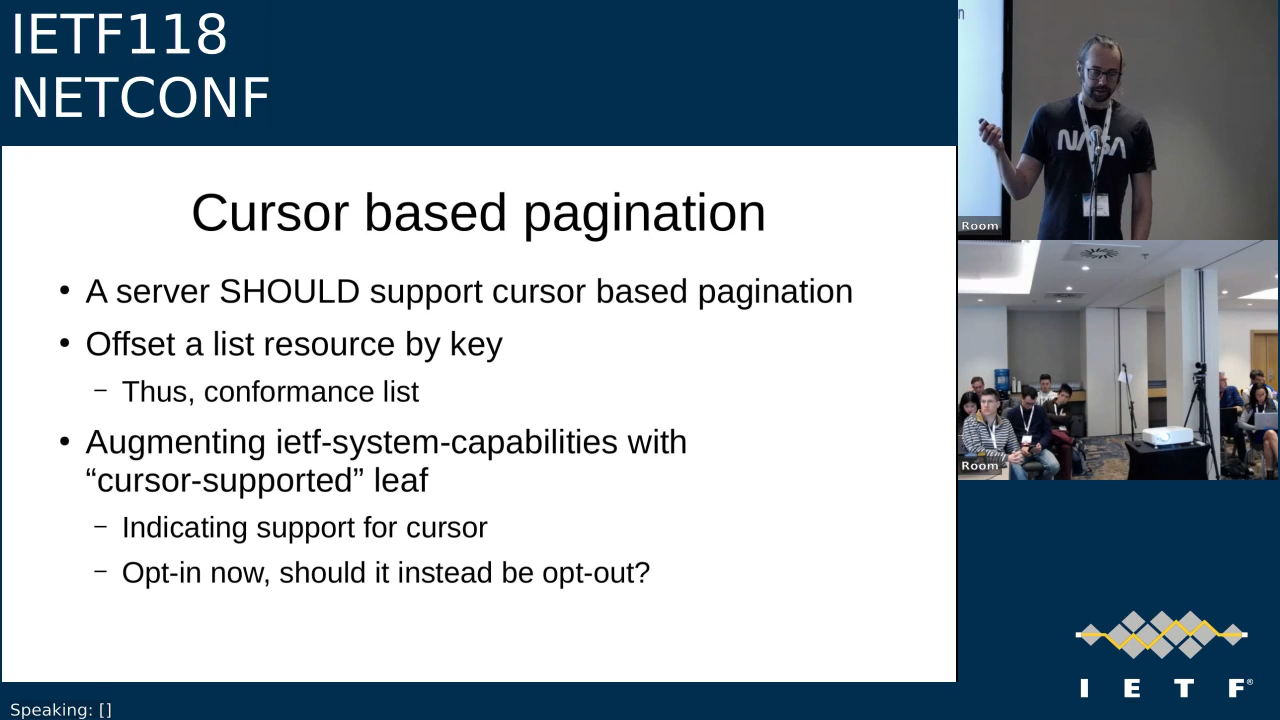 IETF118
NETCONF
Cursor based pagination
• A server SHOULD support cursor based pagination
• Offset a list resource by key
– Thus, conformance list
• Augmenting ietf-system-capabilities with
“cursor-supported” leaf
– Indicating support for cursor
– Opt-in now, should it instead be opt-out?
n
NASA
Room
Room
I E T F®
Speaking: []